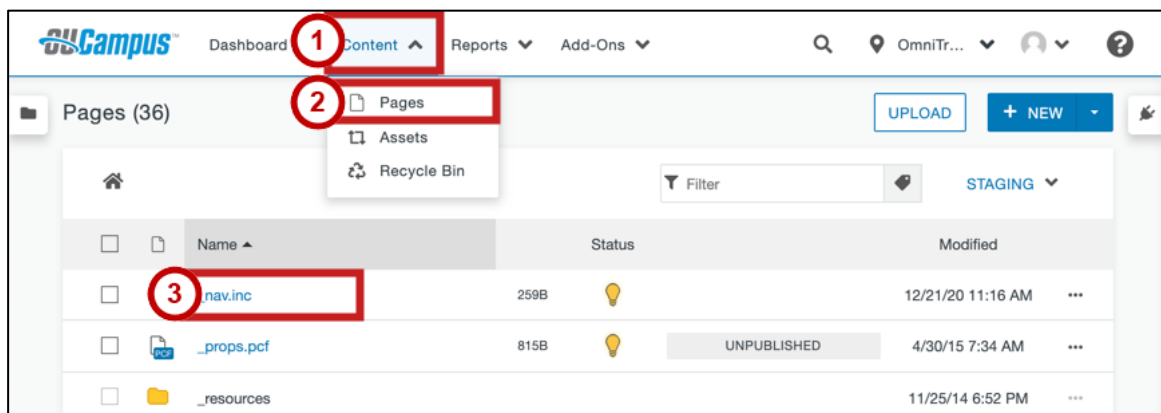 OU Campus™ Dashboard 1 Content Reports Add-Ons OmniTr... ?
2 Pages
Pages (36) UPLOAD + NEW
Assets
Recycle Bin
Filter STAGING
Name Status Modified
3 _nav.inc 259B 12/21/20 11:16 AM ...
PCF _props.pcf 815B UNPUBLISHED 4/30/15 7:34 AM ...
_resources 11/25/14 6:52 PM ...